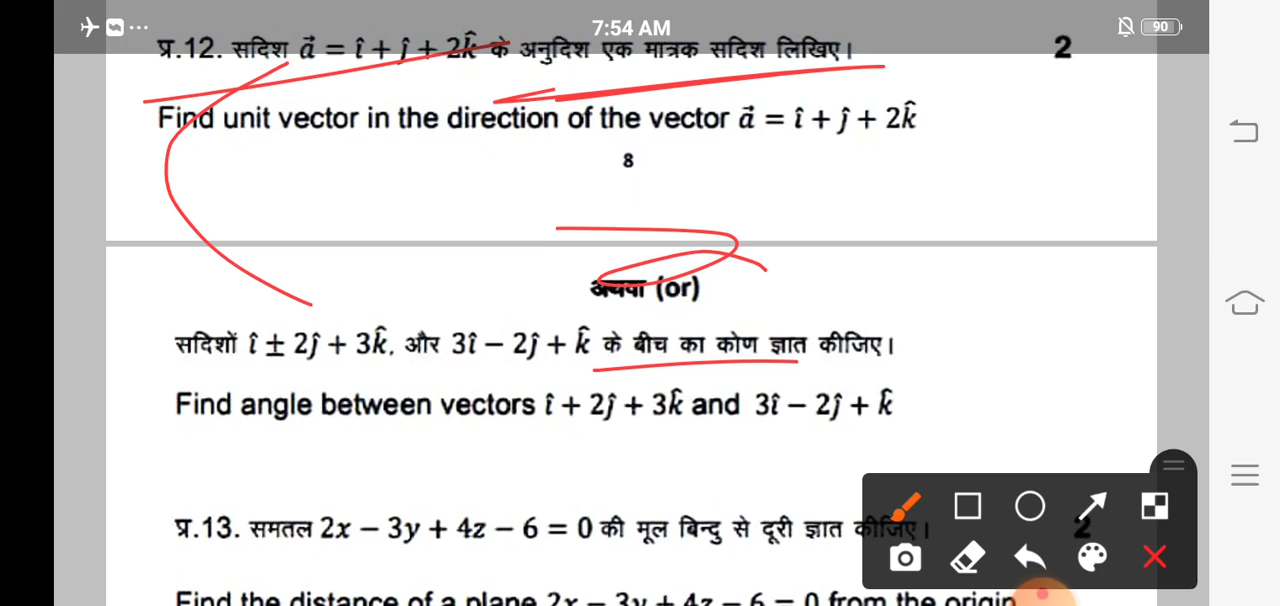 7:54 AM
90
प्र.12. सदिश a⃗ = î + ĵ + 2k̂ के अनुदिश एक मात्रक सदिश लिखिए। 2
Find unit vector in the direction of the vector a⃗ = î + ĵ + 2k̂
8
अथवा (or)
सदिशों î ± 2ĵ + 3k̂, और 3î − 2ĵ + k̂ के बीच का कोण ज्ञात कीजिए।
Find angle between vectors î + 2ĵ + 3k̂ and 3î − 2ĵ + k̂
प्र.13. समतल 2x − 3y + 4z − 6 = 0 की मूल बिन्दु से दूरी ज्ञात कीजिए। 2
Find the distance of a plane 2x − 3y + 4z − 6 = 0 from the origin